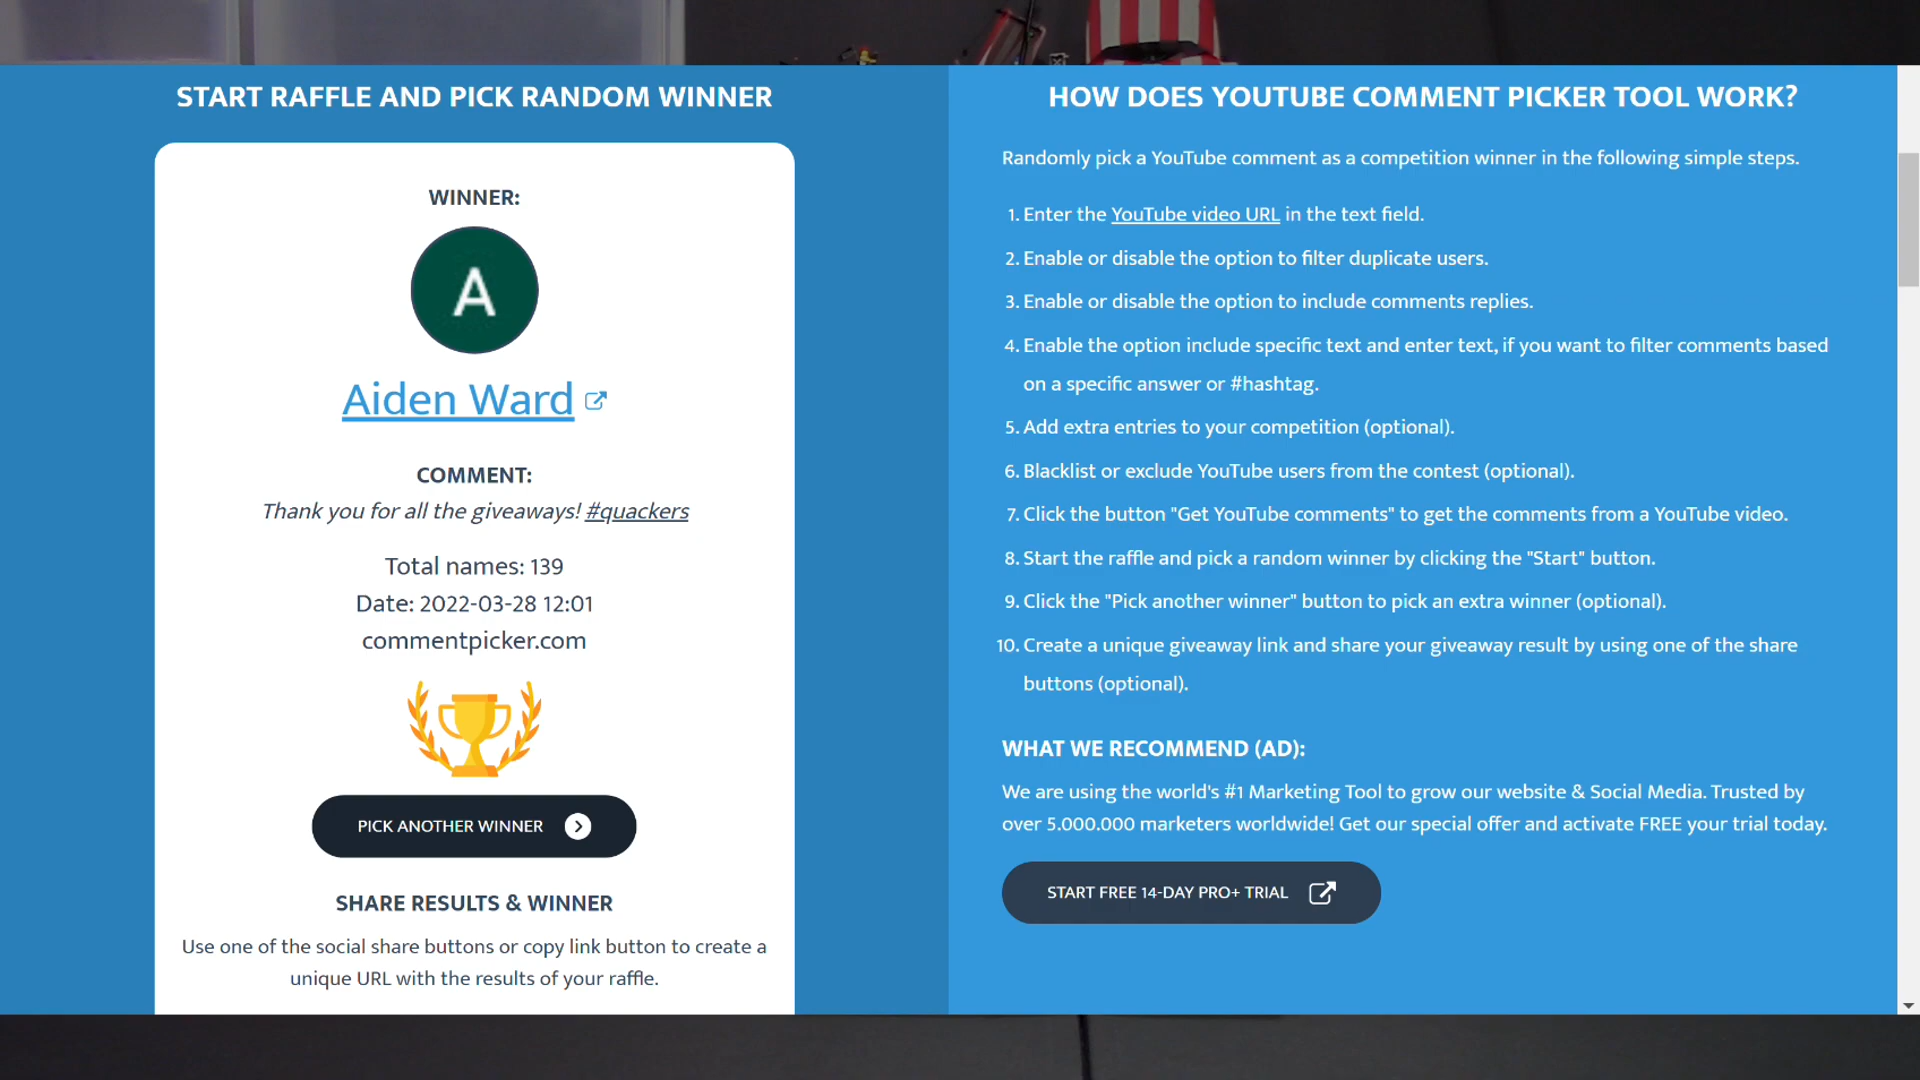 START RAFFLE AND PICK RANDOM WINNER
WINNER:
A
Aiden Ward
COMMENT:
Thank you for all the giveaways! #quackers
Total names: 139
Date: 2022-03-28 12:01
commentpicker.com
PICK ANOTHER WINNER
SHARE RESULTS & WINNER
Use one of the social share buttons or copy link button to create a
unique URL with the results of your raffle.
HOW DOES YOUTUBE COMMENT PICKER TOOL WORK?
Randomly pick a YouTube comment as a competition winner in the following simple steps.
1. Enter the YouTube video URL in the text field.
2. Enable or disable the option to filter duplicate users.
3. Enable or disable the option to include comments replies.
4. Enable the option include specific text and enter text, if you want to filter comments based
on a specific answer or #hashtag.
5. Add extra entries to your competition (optional).
6. Blacklist or exclude YouTube users from the contest (optional).
7. Click the button "Get YouTube comments" to get the comments from a YouTube video.
8. Start the raffle and pick a random winner by clicking the "Start" button.
9. Click the "Pick another winner" button to pick an extra winner (optional).
10. Create a unique giveaway link and share your giveaway result by using one of the share
buttons (optional).
WHAT WE RECOMMEND (AD):
We are using the world's #1 Marketing Tool to grow our website & Social Media. Trusted by
over 5.000.000 marketers worldwide! Get our special offer and activate FREE your trial today.
START FREE 14-DAY PRO+ TRIAL